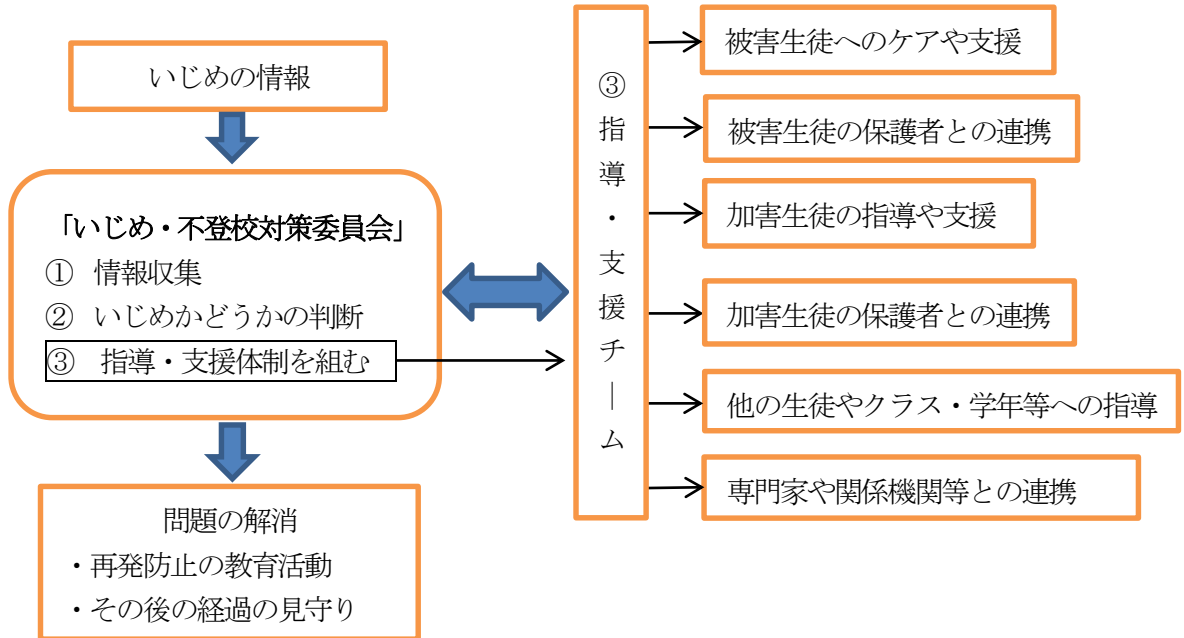 いじめの情報
「いじめ・不登校対策委員会」
① 情報収集
② いじめかどうかの判断
③ 指導・支援体制を組む
問題の解消
・再発防止の教育活動
・その後の経過の見守り
③指導・支援チーム
被害生徒へのケアや支援
被害生徒の保護者との連携
加害生徒の指導や支援
加害生徒の保護者との連携
他の生徒やクラス・学年等への指導
専門家や関係機関等との連携